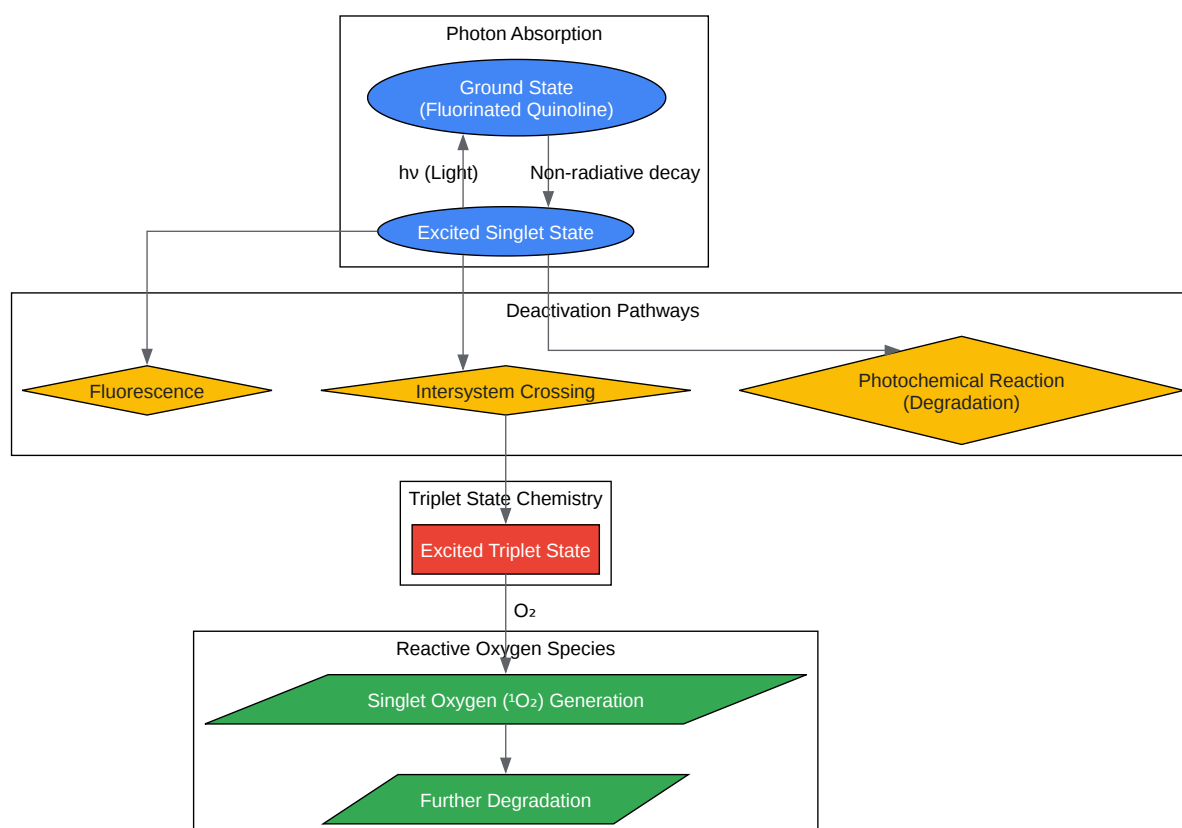 Photon Absorption
Ground State
(Fluorinated Quinoline)
hν (Light)
Non-radiative decay
Excited Singlet State
Deactivation Pathways
Fluorescence
Intersystem Crossing
Photochemical Reaction
(Degradation)
Triplet State Chemistry
Excited Triplet State
O₂
Reactive Oxygen Species
Singlet Oxygen (¹O₂) Generation
Further Degradation